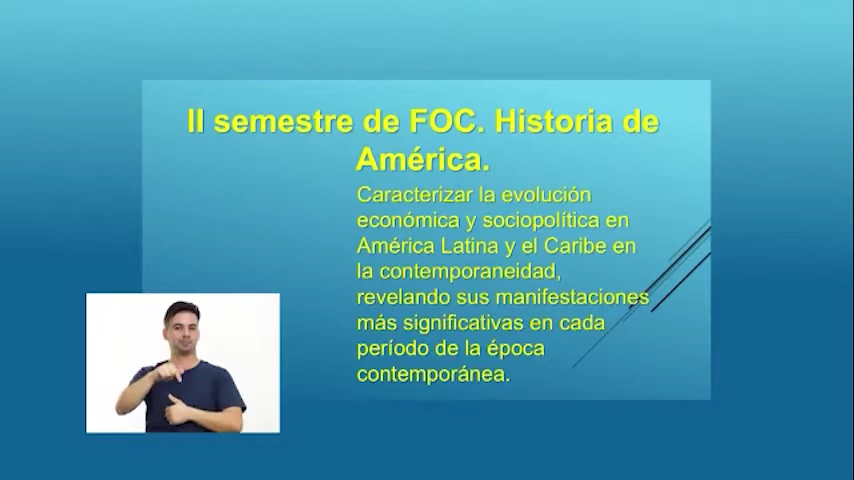 II semestre de FOC. Historia de
América.
Caracterizar la evolución
económica y sociopolítica en
América Latina y el Caribe en
la contemporaneidad,
revelando sus manifestaciones
más significativas en cada
período de la época
contemporánea.